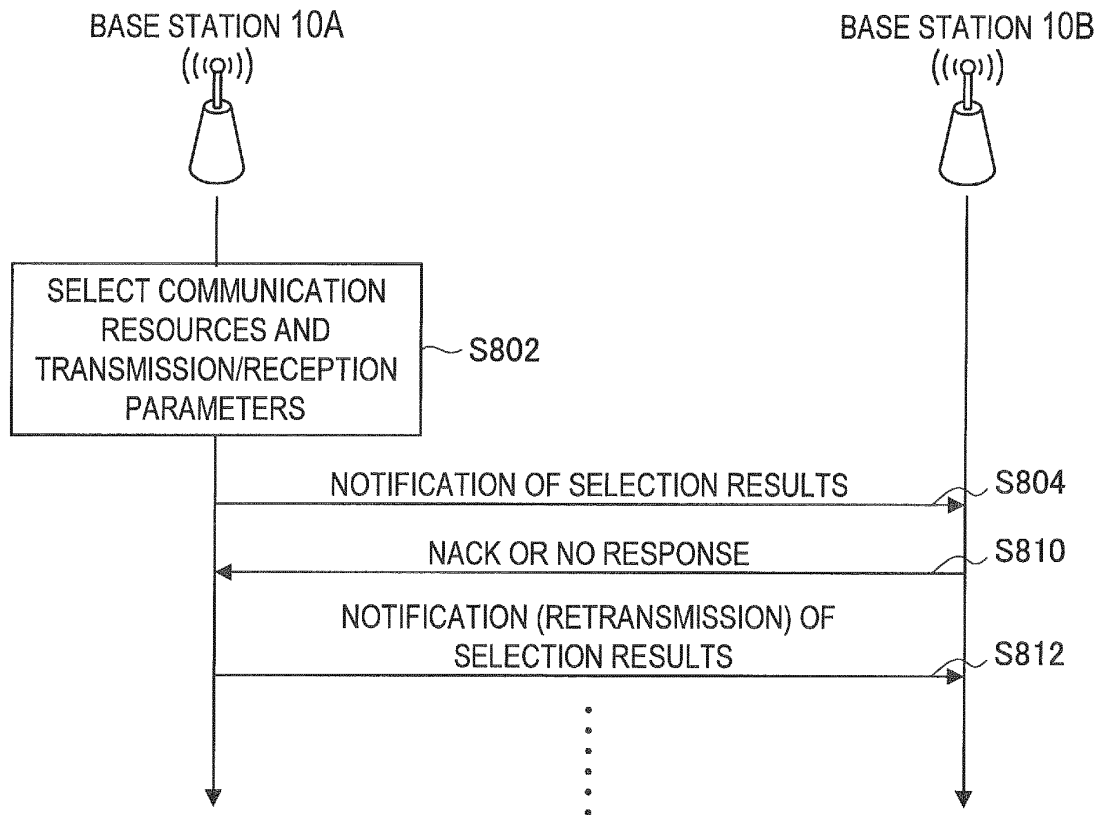 BASE STATION 10A
BASE STATION 10B
SELECT COMMUNICATION
RESOURCES AND
TRANSMISSION/RECEPTION
PARAMETERS
S802
NOTIFICATION OF SELECTION RESULTS
S804
NACK OR NO RESPONSE
S810
NOTIFICATION (RETRANSMISSION) OF
SELECTION RESULTS
S812